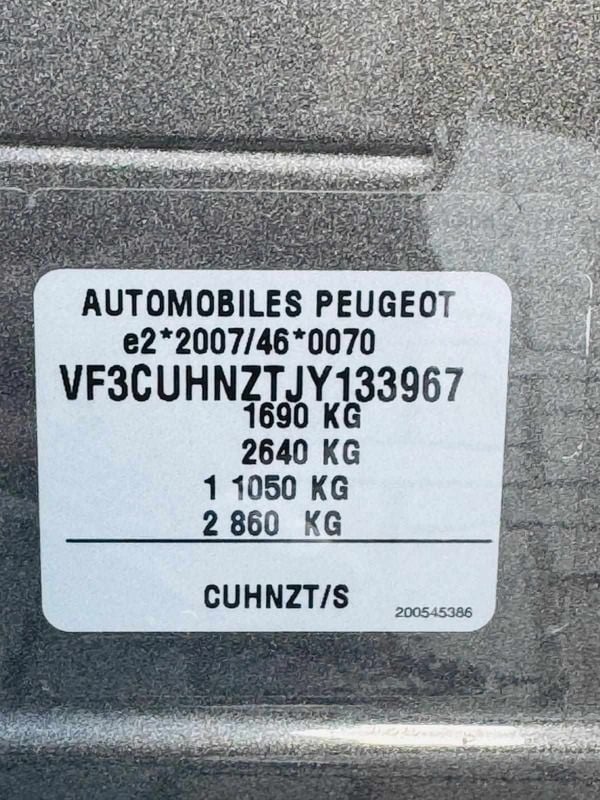 AUTOMOBILES PEUGEOT
e2*2007/46*0070
VF3CUHNZTJY133967
1690 KG
2640 KG
1 1050 KG
2 860 KG
CUHNZT/S
200545386